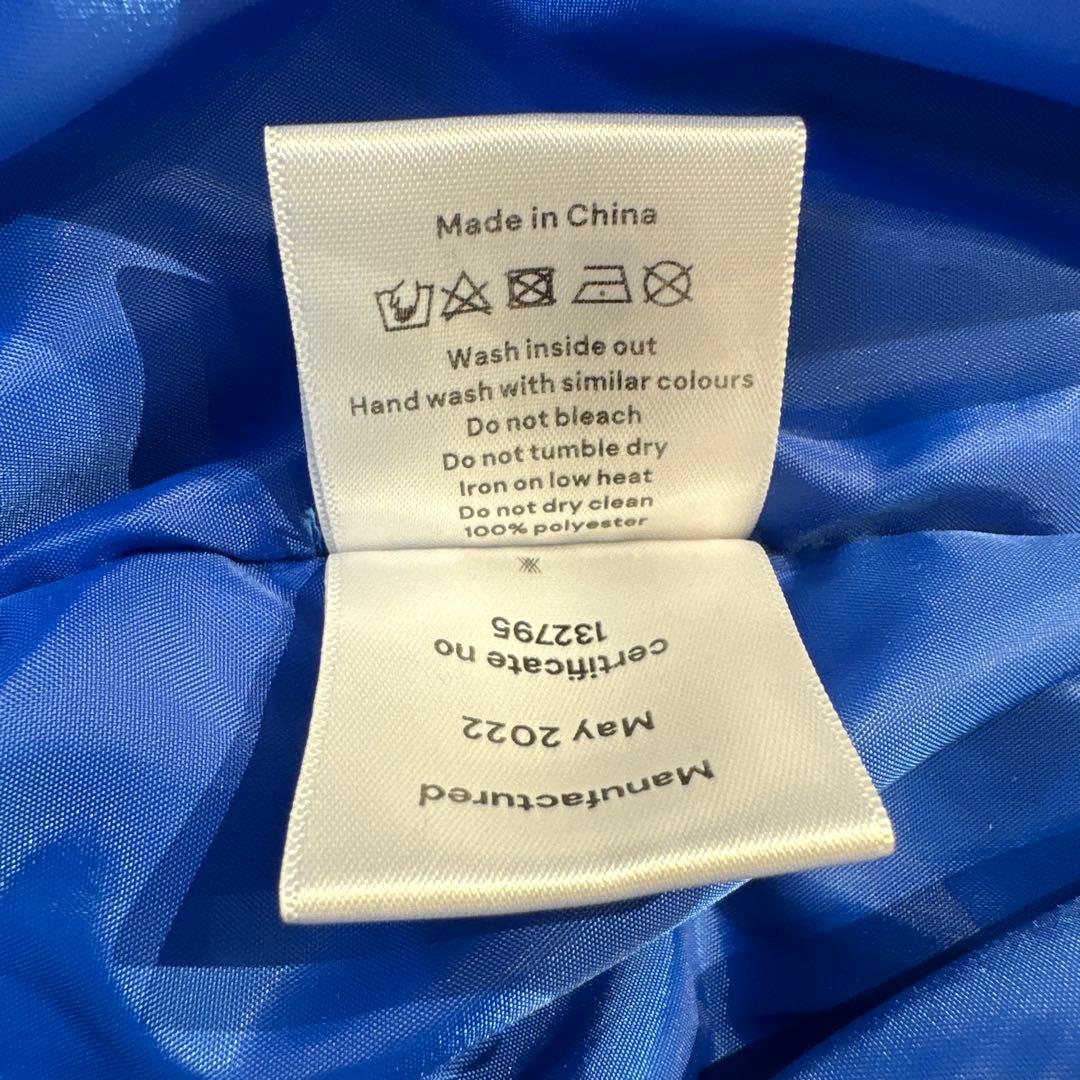 Made in China
Wash inside out
Hand wash with similar colours
Do not bleach
Do not tumble dry
Iron on low heat
Do not dry clean
100% polyester
Manufactured
May 2022
certificate no
132795